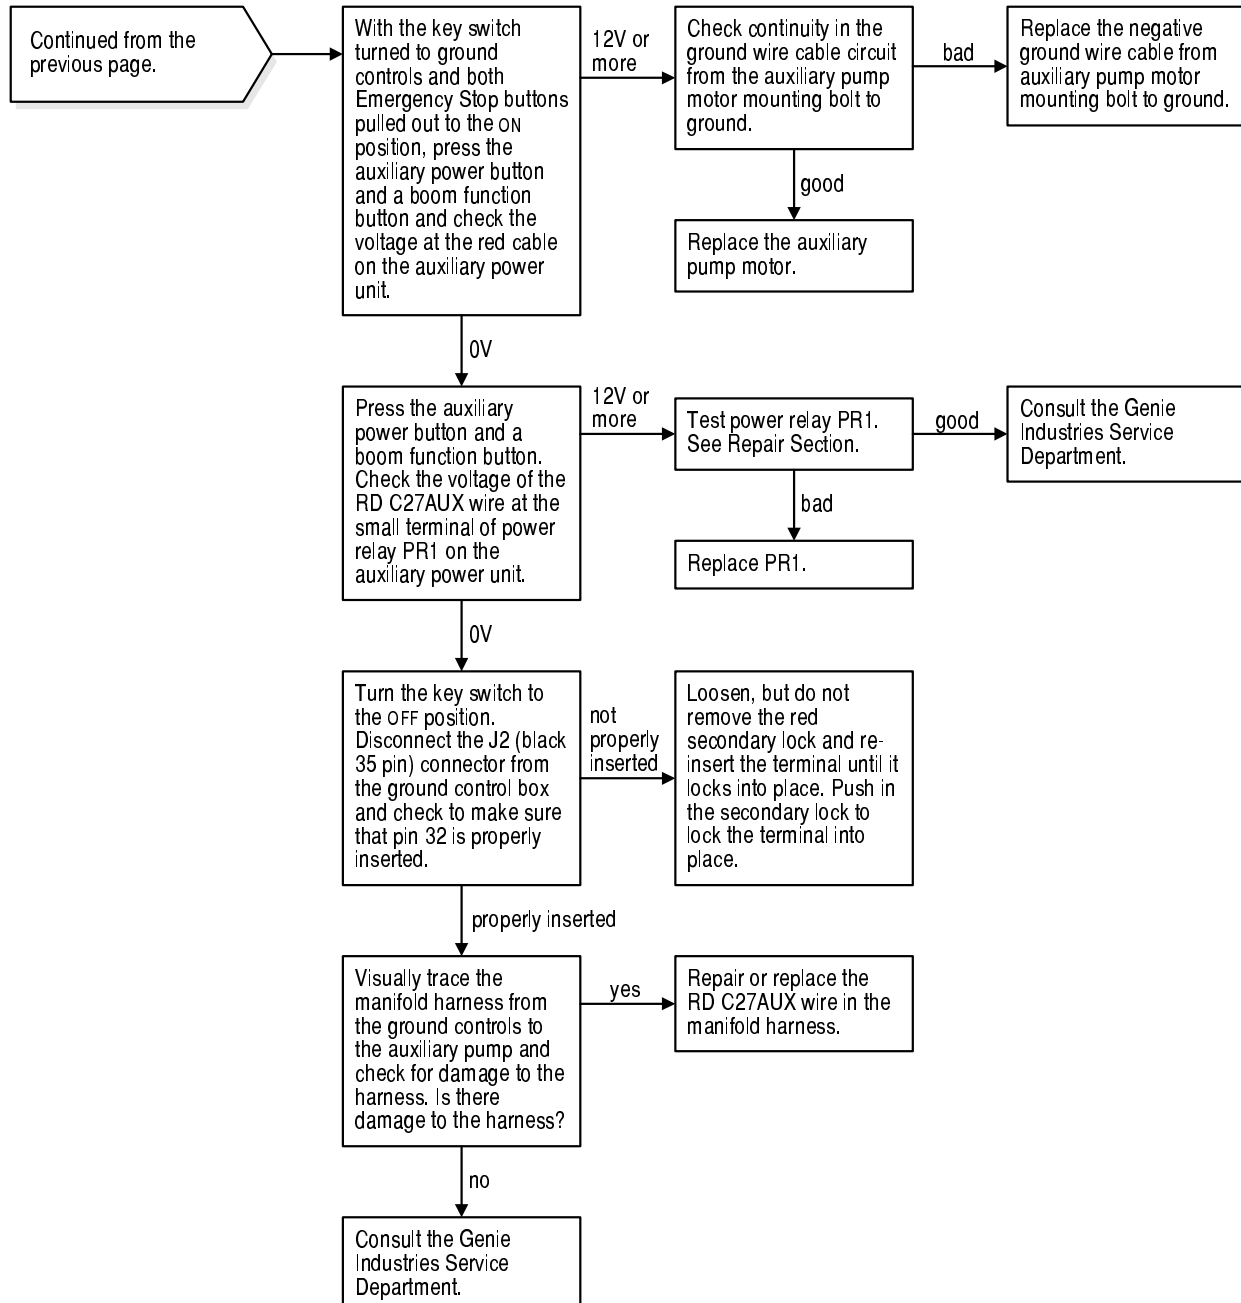 Continued from the
previous page.
With the key switch
turned to ground
controls and both
Emergency Stop buttons
pulled out to the ON
position, press the
auxiliary power button
and a boom function
button and check the
voltage at the red cable
on the auxiliary power
unit.
12V or
more
Check continuity in the
ground wire cable circuit
from the auxiliary pump
motor mounting bolt to
ground.
bad
Replace the negative
ground wire cable from
auxiliary pump motor
mounting bolt to ground.
good
Replace the auxiliary
pump motor.
0V
Press the auxiliary
power button and a
boom function button.
Check the voltage of the
RD C27AUX wire at the
small terminal of power
relay PR1 on the
auxiliary power unit.
12V or
more
Test power relay PR1.
See Repair Section.
good
Consult the Genie
Industries Service
Department.
bad
Replace PR1.
0V
Turn the key switch to
the OFF position.
Disconnect the J2 (black
35 pin) connector from
the ground control box
and check to make sure
that pin 32 is properly
inserted.
not
properly
inserted
Loosen, but do not
remove the red
secondary lock and re-
insert the terminal until it
locks into place. Push in
the secondary lock to
lock the terminal into
place.
properly inserted
Visually trace the
manifold harness from
the ground controls to
the auxiliary pump and
check for damage to the
harness. Is there
damage to the harness?
yes
Repair or replace the
RD C27AUX wire in the
manifold harness.
no
Consult the Genie
Industries Service
Department.